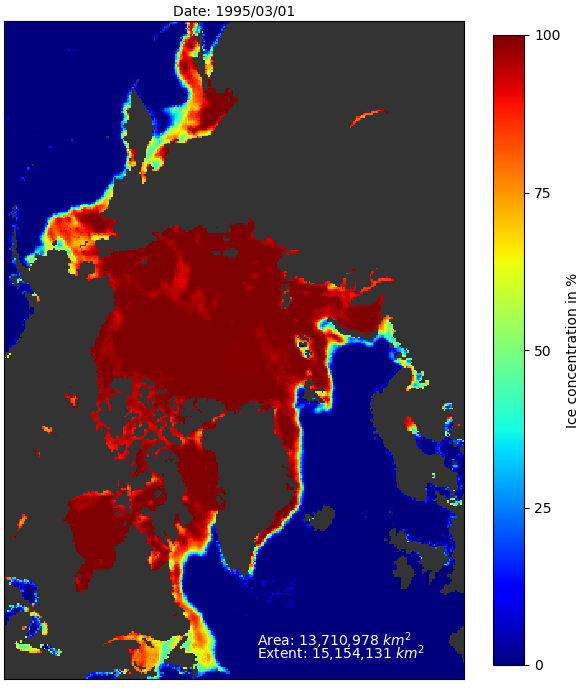 Date: 1995/03/01
100
75
50
25
0
Ice concentration in %
Area: 13,710,978 km²
Extent: 15,154,131 km²